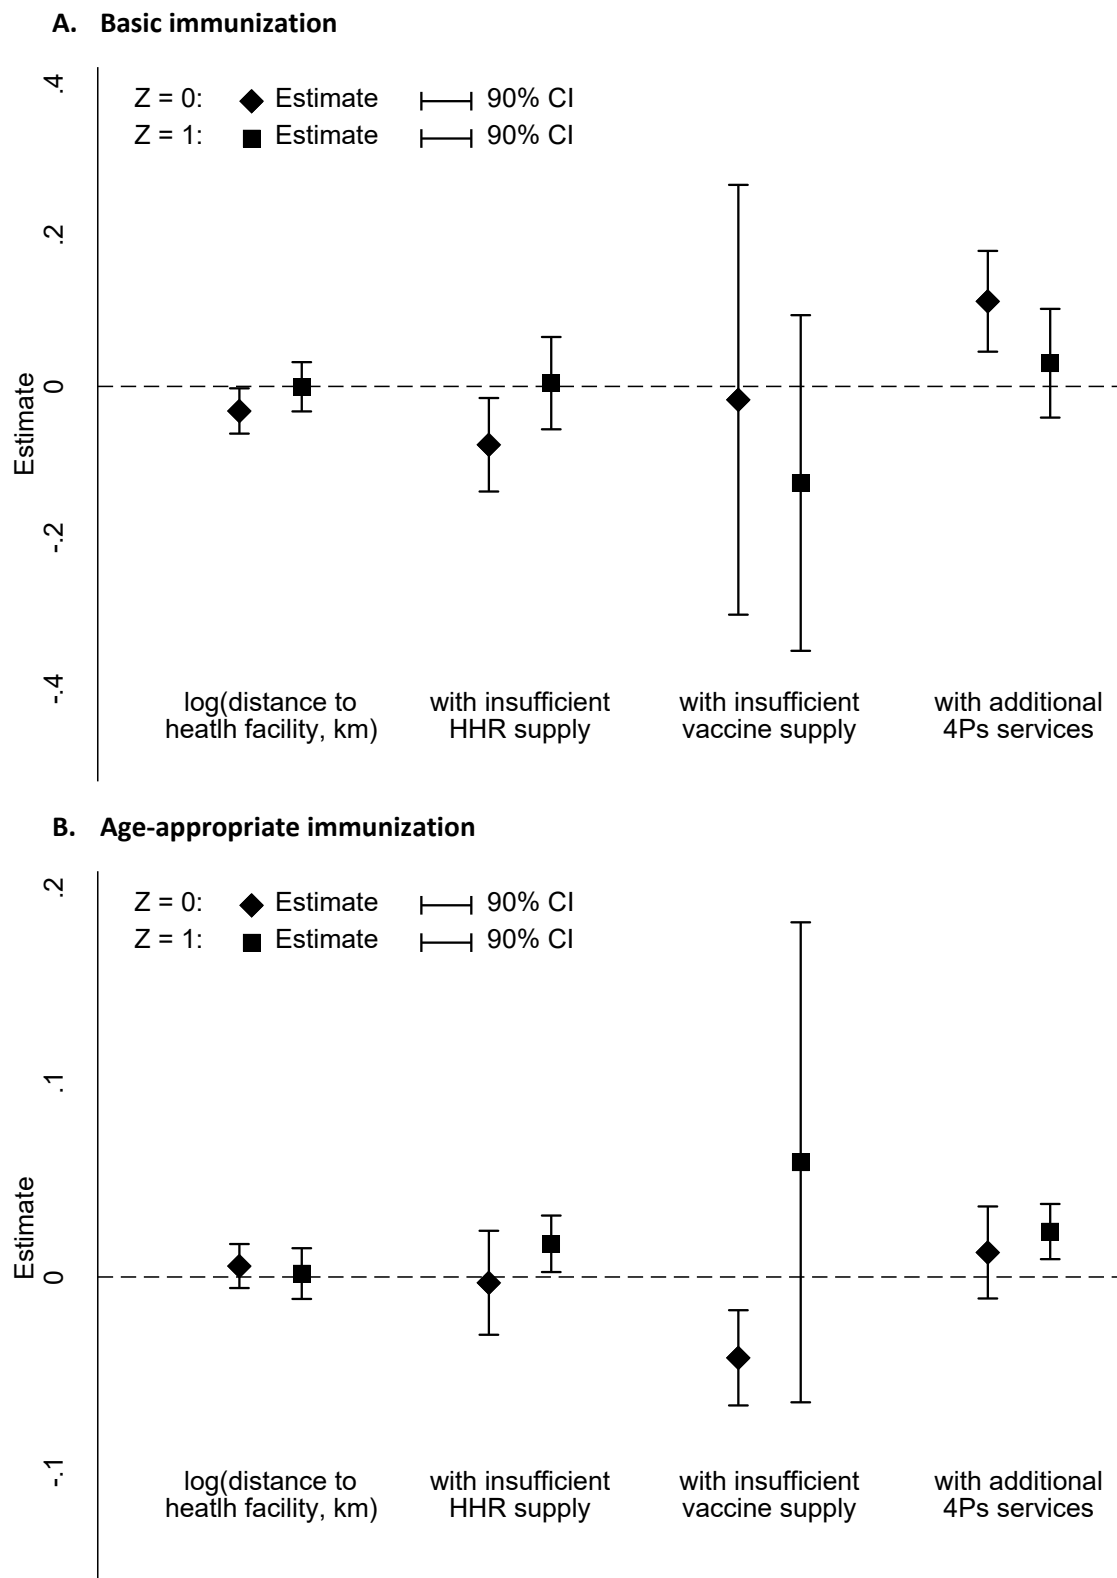 A. Basic immunization
.4
Z = 0: Estimate 90% CI
Z = 1: Estimate 90% CI
.2
0
Estimate
-.2
-.4
log(distance to
heatlh facility, km)
with insufficient
HHR supply
with insufficient
vaccine supply
with additional
4Ps services
B. Age-appropriate immunization
.2
Z = 0: Estimate 90% CI
Z = 1: Estimate 90% CI
.1
Estimate
0
-.1
log(distance to
heatlh facility, km)
with insufficient
HHR supply
with insufficient
vaccine supply
with additional
4Ps services